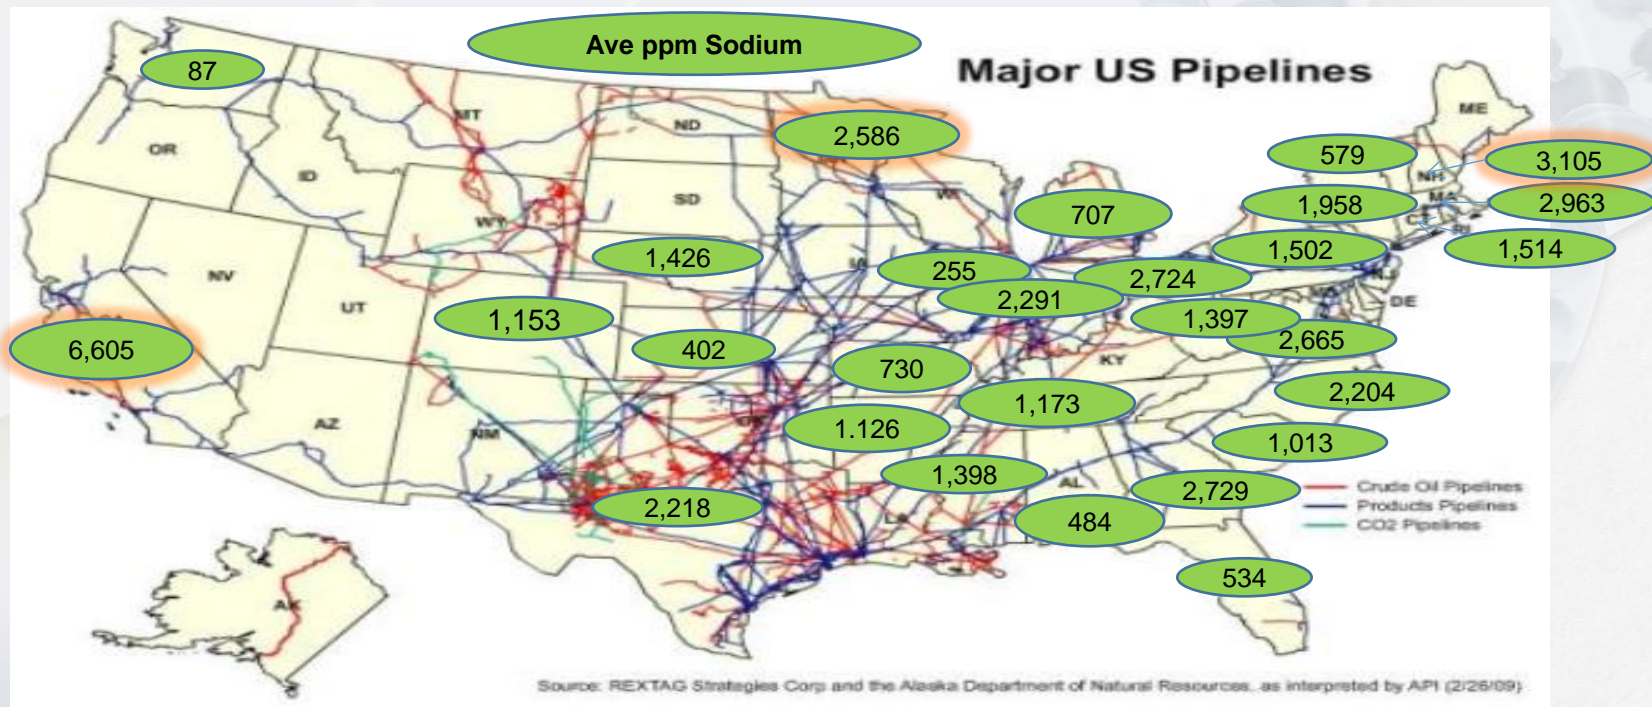 Ave ppm Sodium
Major US Pipelines
87
2,586
ME
MT
ND
OR
579
3,105
NH
ID
SD
WI
MA
WY
707
1,958
2,963
CT
RI
1,426
IA
1,502
1,514
NV
255
2,724
NJ
2,291
DE
UT
1,153
1,397
6,605
402
2,665
KY
730
2,204
1,173
AZ
OK
1.126
NM
1,013
1,398
AL
2,729
Crude Oil Pipelines
2,218
Products Pipelines
LA
484
CO2 Pipelines
534
AK
Source: REXTAG Strategies Corp and the Alaska Department of Natural Resources, as interpreted by API (2/26/09)